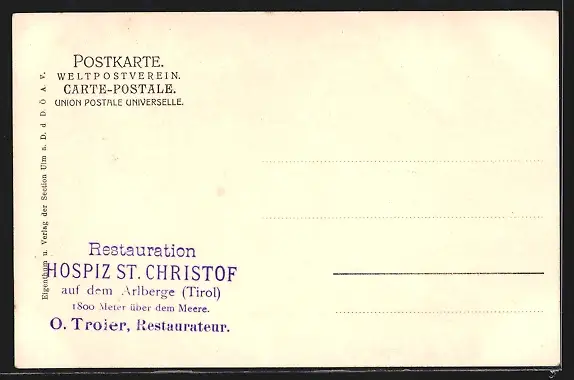 POSTKARTE.
WELTPOSTVEREIN.
CARTE-POSTALE.
UNION POSTALE UNIVERSELLE.
Eigenthum u. Verlag der Section Ulm a. D. d D. Ö A. V.
Restauration
HOSPIZ ST. CHRISTOF
auf dem Arlberge (Tirol)
1800 Meter über dem Meere.
O. Troier, Restaurateur.